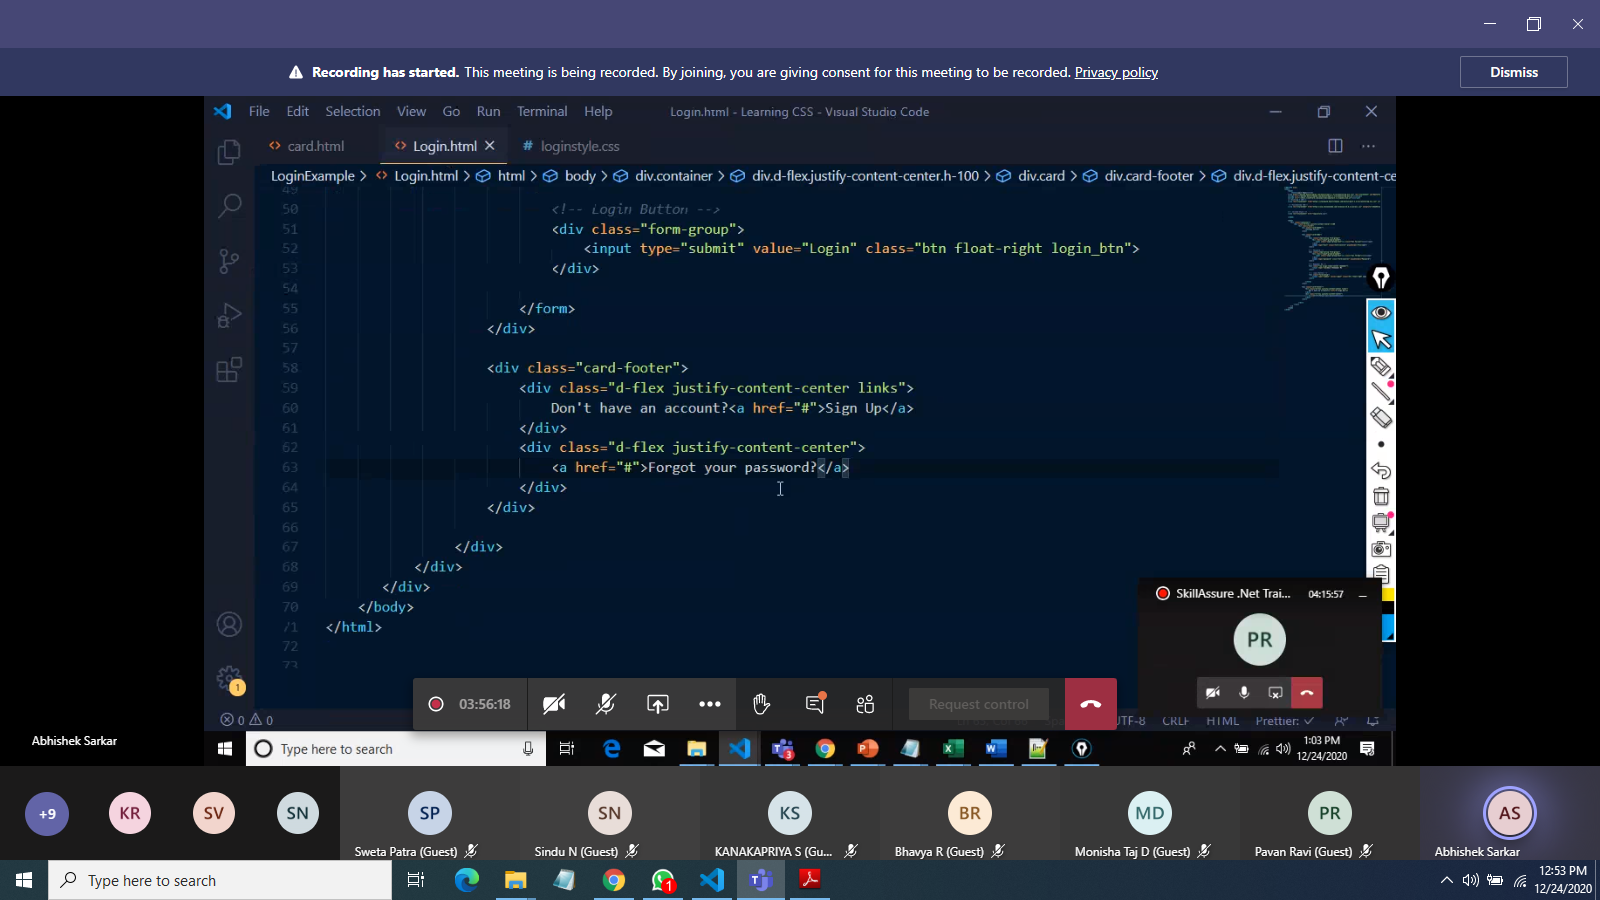 Recording has started. This meeting is being recorded. By joining, you are giving consent for this meeting to be recorded. Privacy policy
Dismiss
File Edit Selection View Go Run Terminal Help
Login.html - Learning CSS - Visual Studio Code
card.html
Login.html
# loginstyle.css
LoginExample > Login.html > html > body > div.container > div.d-flex.justify-content-center.h-100 > div.card > div.card-footer > div.d-flex.justify-content-ce
49
50 <!-- Login Button -->
51 <div class="form-group">
52 <input type="submit" value="Login" class="btn float-right login_btn">
53 </div>
54
55 </form>
56 </div>
57
58 <div class="card-footer">
59 <div class="d-flex justify-content-center links">
60 Don't have an account?<a href="#">Sign Up</a>
61 </div>
62 <div class="d-flex justify-content-center">
63 <a href="#">Forgot your password?</a>
64 </div>
65 </div>
66
67 </div>
68 </div>
69 </div>
70 </body>
71 </html>
72
73
SkillAssure .Net Trai... 04:15:57
PR
1
03:56:18
Request control
0 0
UTF-8 CRLF HTML Prettier: ✓
Abhishek Sarkar
Type here to search
3
1:03 PM
12/24/2020
+9
KR
SV
SN
SP
SN
KS
BR
MD
PR
AS
Sweta Patra (Guest)
Sindu N (Guest)
KANAKAPRIYA S (Gu...
Bhavya R (Guest)
Monisha Taj D (Guest)
Pavan Ravi (Guest)
Abhishek Sarkar
Type here to search
1
12:53 PM
12/24/2020